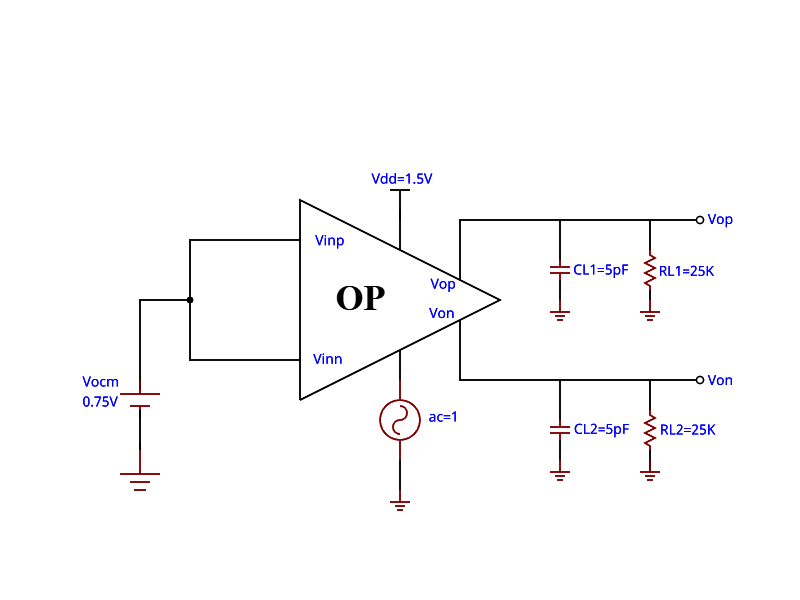 Vdd=1.5V
Vop
Vinp
CL1=5pF
RL1=25K
Vop
OP
Von
Vinn
Vocm
0.75V
Von
ac=1
CL2=5pF
RL2=25K